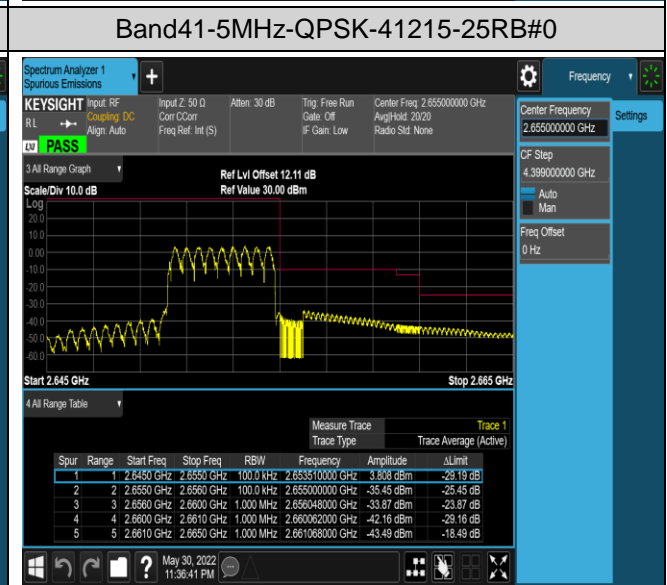 Band41-5MHz-QPSK-41215-25RB#0
Spectrum Analyzer 1
Spurious Emissions
Frequency
KEYSIGHT Input: RF Input Z: 50 Ω Atten: 30 dB Trig: Free Run Center Freq: 2.655000000 GHz
RL Coupling: DC Corr CCorr Gate: Off Avg|Hold: 20/20
Align: Auto Freq Ref: Int (S) IF Gain: Low Radio Std: None
LXI PASS
Center Frequency
2.655000000 GHz
Settings
CF Step
4.399000000 GHz
Auto
Man
Freq Offset
0 Hz
3 All Range Graph
Ref Lvl Offset 12.11 dB
Scale/Div 10.0 dB Ref Value 30.00 dBm
Log
20.0
10.0
0.00
-10.0
-20.0
-30.0
-40.0
-50.0
-60.0
Start 2.645 GHz Stop 2.665 GHz
4 All Range Table
Measure Trace Trace 1
Trace Type Trace Average (Active)
Spur Range Start Freq Stop Freq RBW Frequency Amplitude ΔLimit
1 1 2.6450 GHz 2.6550 GHz 100.0 kHz 2.653510000 GHz 3.808 dBm -29.19 dB
2 2 2.6550 GHz 2.6560 GHz 100.0 kHz 2.655000000 GHz -35.45 dBm -25.45 dB
3 3 2.6560 GHz 2.6600 GHz 1.000 MHz 2.656048000 GHz -33.87 dBm -23.87 dB
4 4 2.6600 GHz 2.6610 GHz 1.000 MHz 2.660062000 GHz -42.16 dBm -29.16 dB
5 5 2.6610 GHz 2.6650 GHz 1.000 MHz 2.661068000 GHz -43.49 dBm -18.49 dB
May 30, 2022
11:36:41 PM